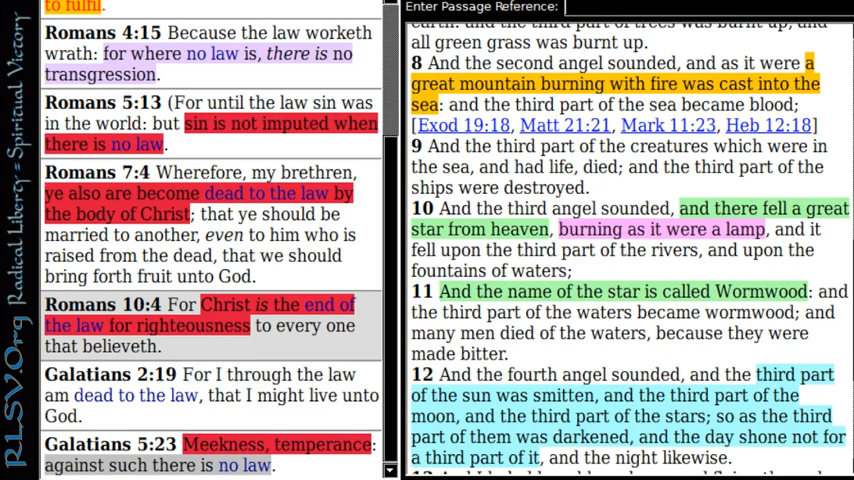 RLSV.Org Radical Liberty = Spiritual Victory
to fulfil.
Romans 4:15 Because the law worketh
wrath: for where no law is, there is no
transgression.
Romans 5:13 (For until the law sin was
in the world: but sin is not imputed when
there is no law.
Romans 7:4 Wherefore, my brethren,
ye also are become dead to the law by
the body of Christ; that ye should be
married to another, even to him who is
raised from the dead, that we should
bring forth fruit unto God.
Romans 10:4 For Christ is the end of
the law for righteousness to every one
that believeth.
Galatians 2:19 For I through the law
am dead to the law, that I might live unto
God.
Galatians 5:23 Meekness, temperance:
against such there is no law.
Enter Passage Reference:
earth: and the third part of trees was burnt up, and
all green grass was burnt up.
8 And the second angel sounded, and as it were a
great mountain burning with fire was cast into the
sea: and the third part of the sea became blood;
[Exod 19:18, Matt 21:21, Mark 11:23, Heb 12:18]
9 And the third part of the creatures which were in
the sea, and had life, died; and the third part of the
ships were destroyed.
10 And the third angel sounded, and there fell a great
star from heaven, burning as it were a lamp, and it
fell upon the third part of the rivers, and upon the
fountains of waters;
11 And the name of the star is called Wormwood: and
the third part of the waters became wormwood; and
many men died of the waters, because they were
made bitter.
12 And the fourth angel sounded, and the third part
of the sun was smitten, and the third part of the
moon, and the third part of the stars; so as the third
part of them was darkened, and the day shone not for
a third part of it, and the night likewise.